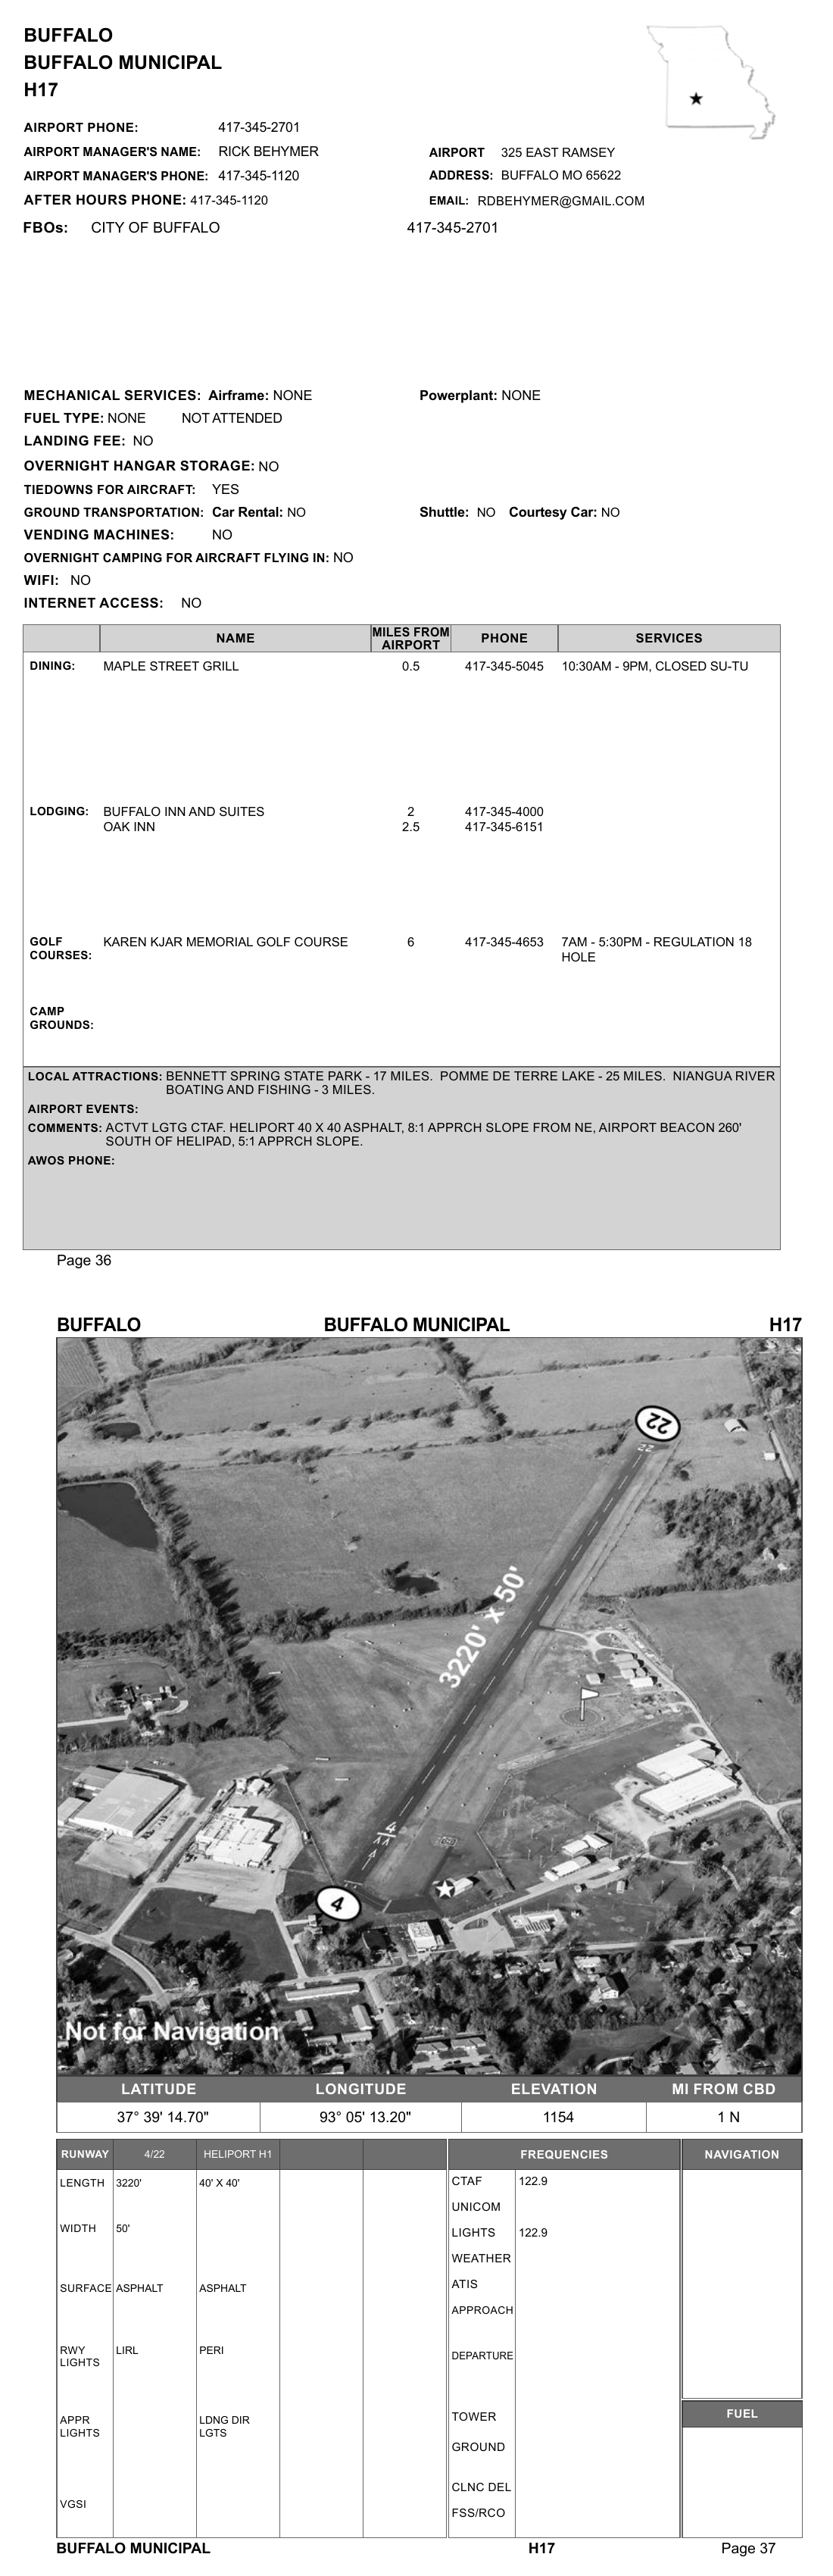 BUFFALO
BUFFALO MUNICIPAL
H17
AIRPORT PHONE: 417-345-2701
AIRPORT MANAGER'S NAME: RICK BEHYMER
AIRPORT 325 EAST RAMSEY
AIRPORT MANAGER'S PHONE: 417-345-1120
ADDRESS: BUFFALO MO 65622
AFTER HOURS PHONE: 417-345-1120
EMAIL: RDBEHYMER@GMAIL.COM
FBOs: CITY OF BUFFALO 417-345-2701
MECHANICAL SERVICES: Airframe: NONE Powerplant: NONE
FUEL TYPE: NONE NOT ATTENDED
LANDING FEE: NO
OVERNIGHT HANGAR STORAGE: NO
TIEDOWNS FOR AIRCRAFT: YES
GROUND TRANSPORTATION: Car Rental: NO Shuttle: NO Courtesy Car: NO
VENDING MACHINES: NO
OVERNIGHT CAMPING FOR AIRCRAFT FLYING IN: NO
WIFI: NO
INTERNET ACCESS: NO
NAME MILES FROM AIRPORT PHONE SERVICES
DINING: MAPLE STREET GRILL 0.5 417-345-5045 10:30AM - 9PM, CLOSED SU-TU
LODGING: BUFFALO INN AND SUITES 2 417-345-4000
OAK INN 2.5 417-345-6151
GOLF COURSES: KAREN KJAR MEMORIAL GOLF COURSE 6 417-345-4653 7AM - 5:30PM - REGULATION 18
HOLE
CAMP
GROUNDS:
LOCAL ATTRACTIONS: BENNETT SPRING STATE PARK - 17 MILES. POMME DE TERRE LAKE - 25 MILES. NIANGUA RIVER
BOATING AND FISHING - 3 MILES.
AIRPORT EVENTS:
COMMENTS: ACTVT LGTG CTAF. HELIPORT 40 X 40 ASPHALT, 8:1 APPRCH SLOPE FROM NE, AIRPORT BEACON 260'
SOUTH OF HELIPAD, 5:1 APPRCH SLOPE.
AWOS PHONE:
Page 36
BUFFALO BUFFALO MUNICIPAL H17
22
22
3220' x 50'
4
4
Not for Navigation
LATITUDE LONGITUDE ELEVATION MI FROM CBD
37° 39' 14.70" 93° 05' 13.20" 1154 1 N
RUNWAY 4/22 HELIPORT H1 FREQUENCIES NAVIGATION
LENGTH 3220' 40' X 40' CTAF 122.9
UNICOM
WIDTH 50' LIGHTS 122.9
WEATHER
SURFACE ASPHALT ASPHALT ATIS
APPROACH
RWY LIGHTS LIRL PERI DEPARTURE
FUEL
APPR LIGHTS LDNG DIR LGTS TOWER
GROUND
CLNC DEL
VGSI
FSS/RCO
BUFFALO MUNICIPAL H17 Page 37